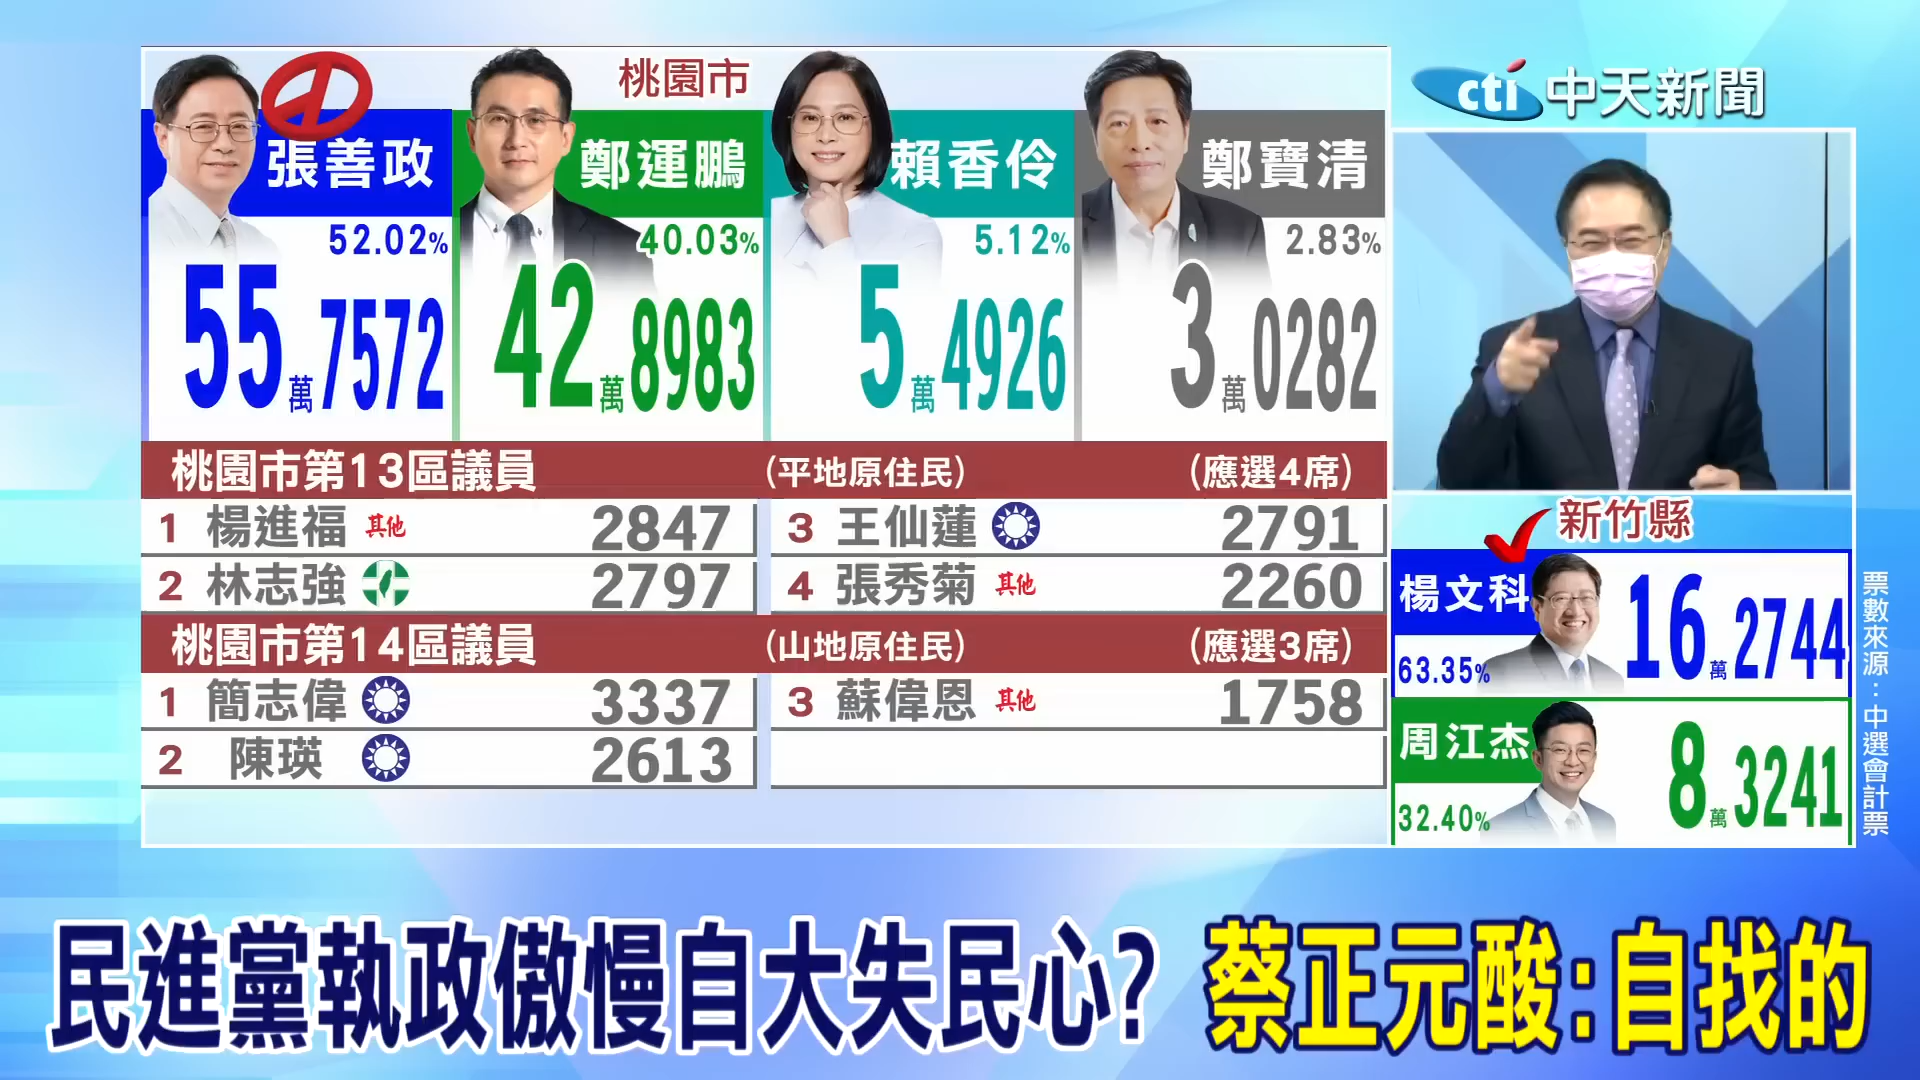 桃園市
張善政
52.02%
55萬7572
鄭運鵬
40.03%
42萬8983
賴香伶
5.12%
5萬4926
鄭寶清
2.83%
3萬0282
桃園市第13區議員 (平地原住民) (應選4席)
1 楊進福 其他 2847
2 林志強 2797
3 王仙蓮 2791
4 張秀菊 其他 2260
桃園市第14區議員 (山地原住民) (應選3席)
1 簡志偉 3337
2 陳瑛 2613
3 蘇偉恩 其他 1758
cti 中天新聞
新竹縣
楊文科
63.35%
16萬2744
周江杰
32.40%
8萬3241
票數來源:中選會計票
民進黨執政傲慢自大失民心? 蔡正元酸:自找的